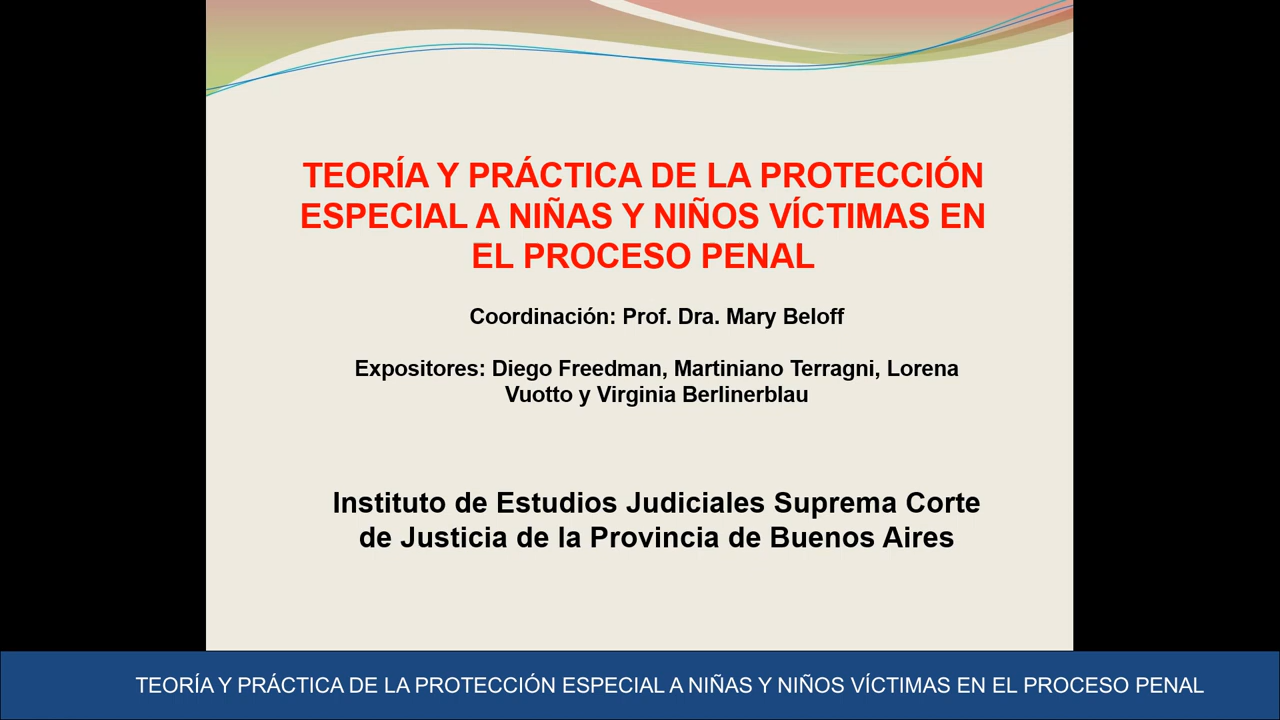 TEORÍA Y PRÁCTICA DE LA PROTECCIÓN
ESPECIAL A NIÑAS Y NIÑOS VÍCTIMAS EN
EL PROCESO PENAL
Coordinación: Prof. Dra. Mary Beloff
Expositores: Diego Freedman, Martiniano Terragni, Lorena
Vuotto y Virginia Berlinerblau
Instituto de Estudios Judiciales Suprema Corte
de Justicia de la Provincia de Buenos Aires
TEORÍA Y PRÁCTICA DE LA PROTECCIÓN ESPECIAL A NIÑAS Y NIÑOS VÍCTIMAS EN EL PROCESO PENAL